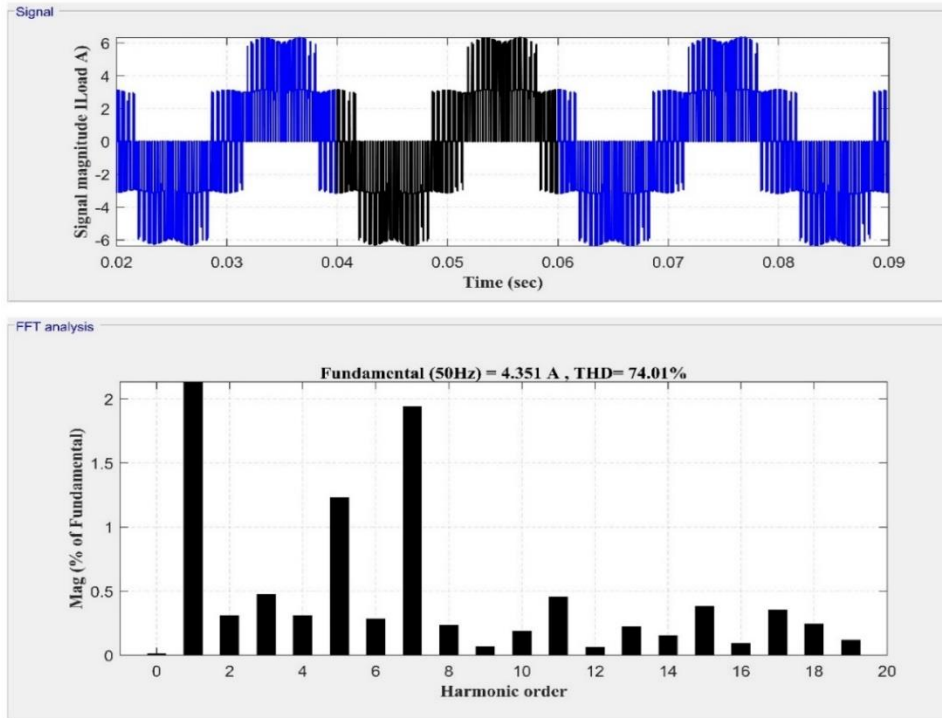 Signal
Signal magnitude ILoad A)
6
4
2
0
-2
-4
-6
0.02 0.03 0.04 0.05 0.06 0.07 0.08 0.09
Time (sec)
FFT analysis
Fundamental (50Hz) = 4.351 A , THD= 74.01%
Mag (% of Fundamental)
2
1.5
1
0.5
0
0 2 4 6 8 10 12 14 16 18 20
Harmonic order